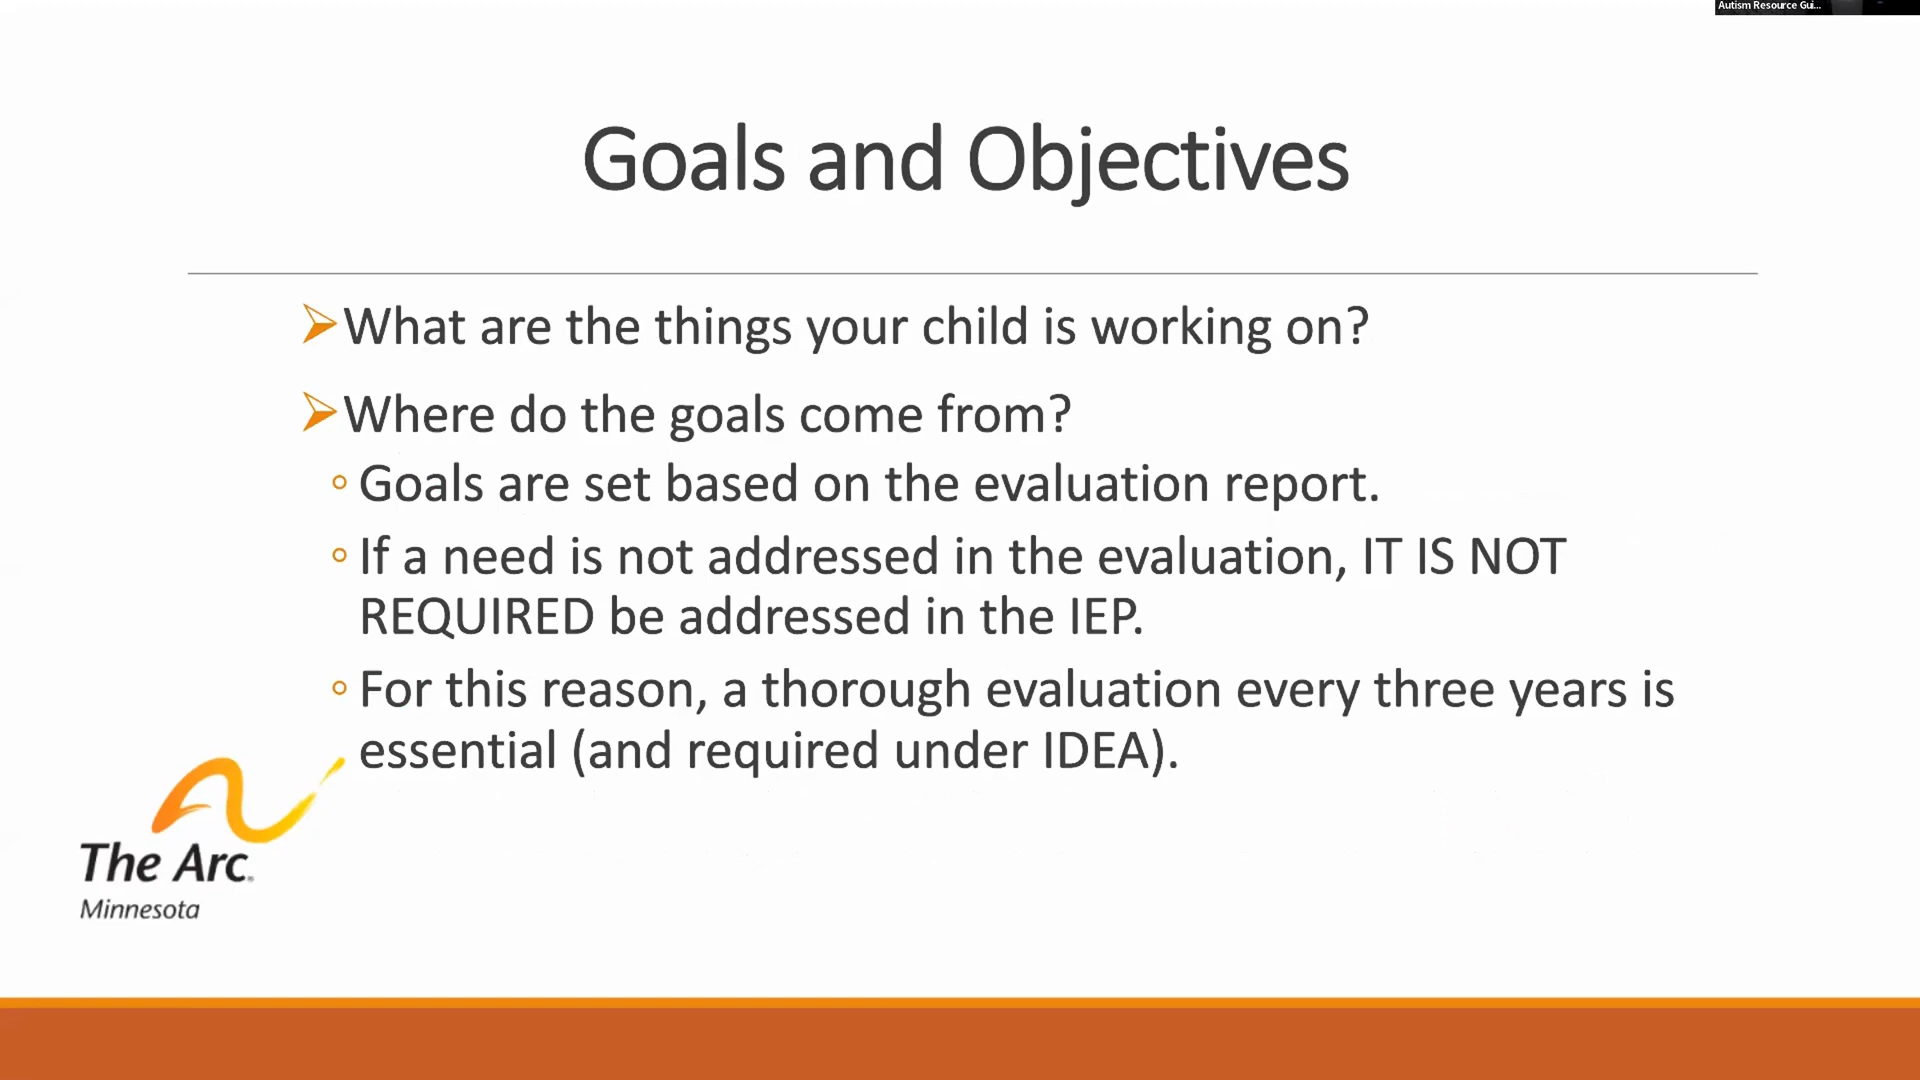 Autism Resource Gui...
Goals and Objectives
➢What are the things your child is working on?
➢Where do the goals come from?
◦ Goals are set based on the evaluation report.
◦ If a need is not addressed in the evaluation, IT IS NOT
REQUIRED be addressed in the IEP.
◦ For this reason, a thorough evaluation every three years is
essential (and required under IDEA).
The Arc®
Minnesota